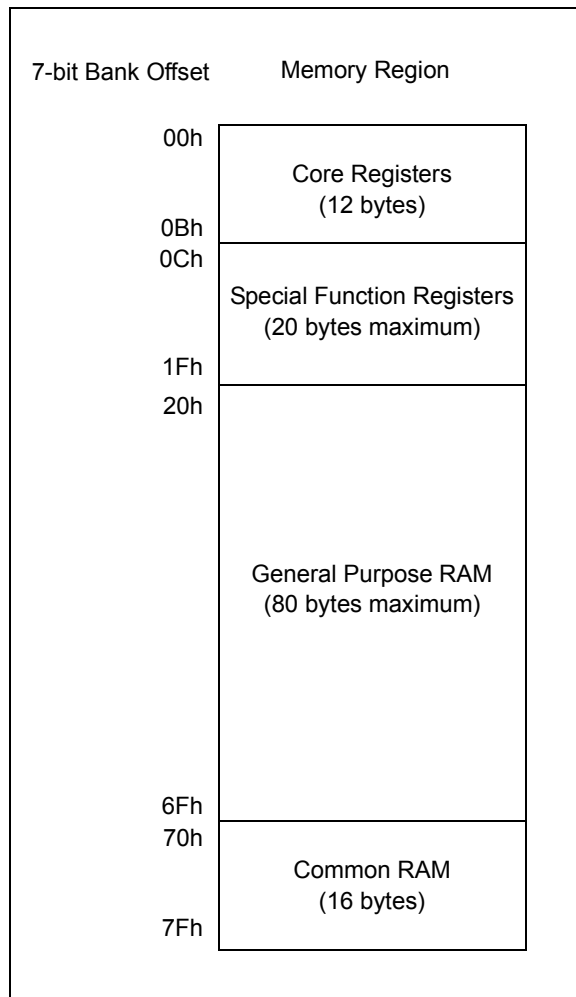 7-bit Bank Offset Memory Region
00h
Core Registers
(12 bytes)
0Bh
0Ch
Special Function Registers
(20 bytes maximum)
1Fh
20h
General Purpose RAM
(80 bytes maximum)
6Fh
70h
Common RAM
(16 bytes)
7Fh